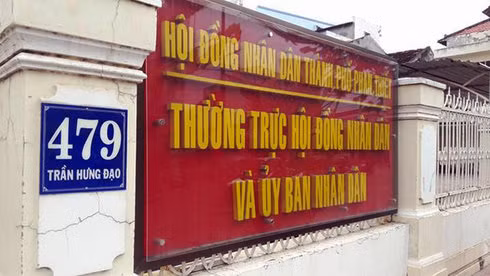 479
TRẦN HƯNG ĐẠO
HỘI ĐỒNG NHÂN DÂN THÀNH PHỐ PHAN THIẾT
THƯỜNG TRỰC HỘI ĐỒNG NHÂN DÂN
VÀ ỦY BAN NHÂN DÂN